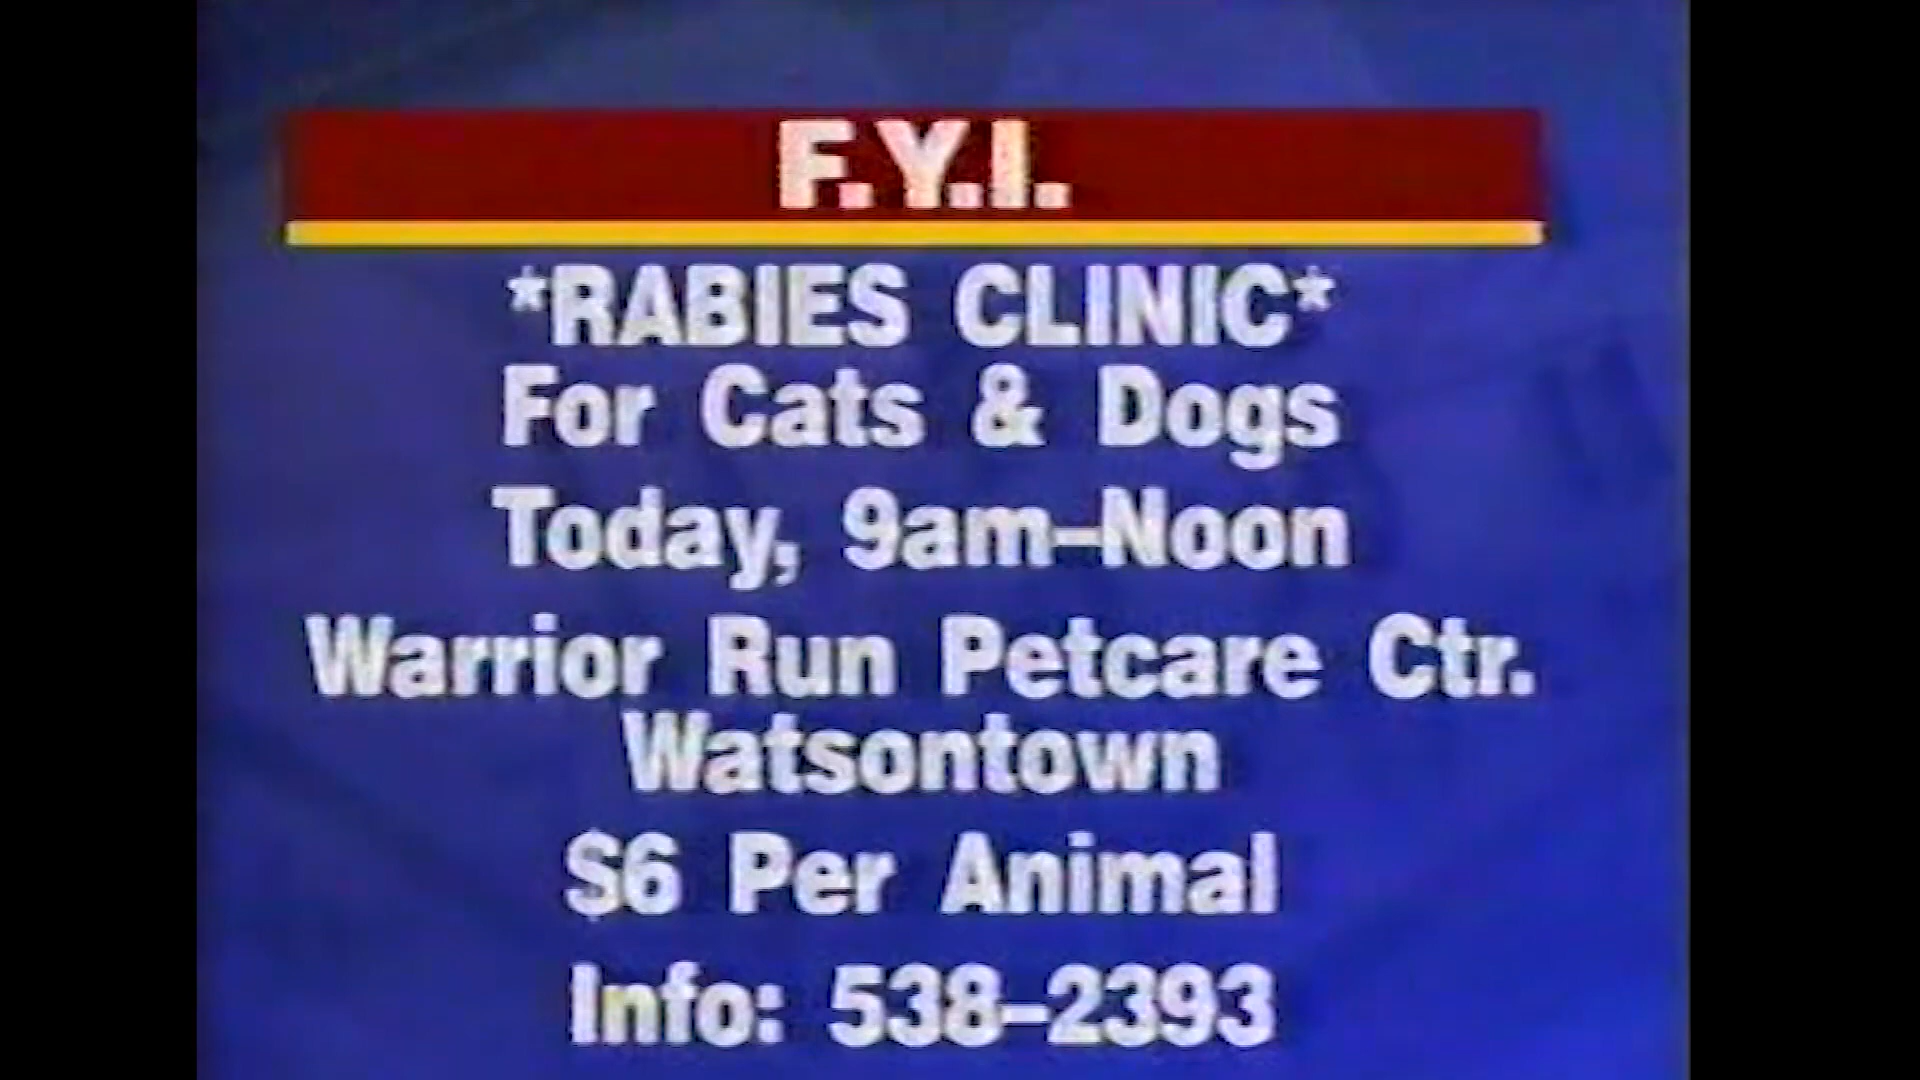 F.Y.I.
*RABIES CLINIC*
For Cats & Dogs
Today, 9am-Noon
Warrior Run Petcare Ctr.
Watsontown
$6 Per Animal
Info: 538-2393